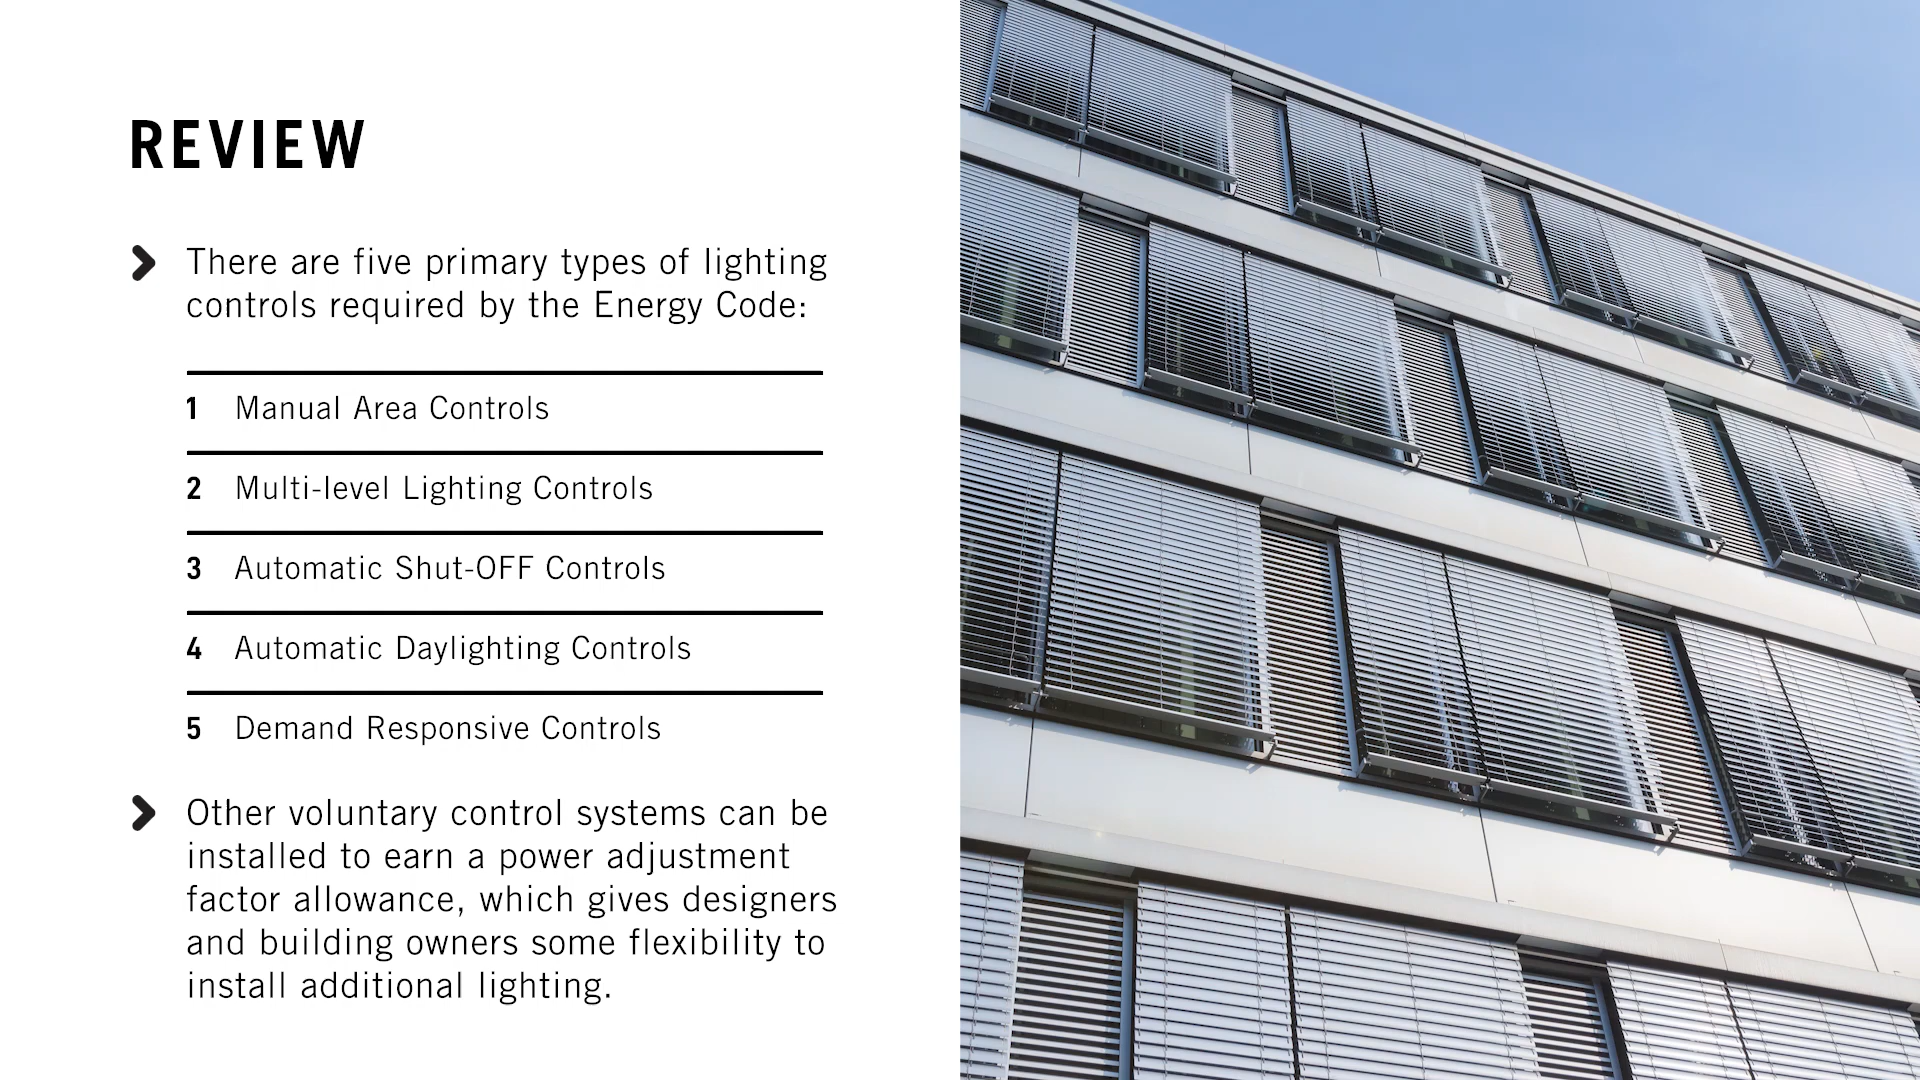 REVIEW
There are five primary types of lighting
controls required by the Energy Code:
1 Manual Area Controls
2 Multi-level Lighting Controls
3 Automatic Shut-OFF Controls
4 Automatic Daylighting Controls
5 Demand Responsive Controls
Other voluntary control systems can be
installed to earn a power adjustment
factor allowance, which gives designers
and building owners some flexibility to
install additional lighting.